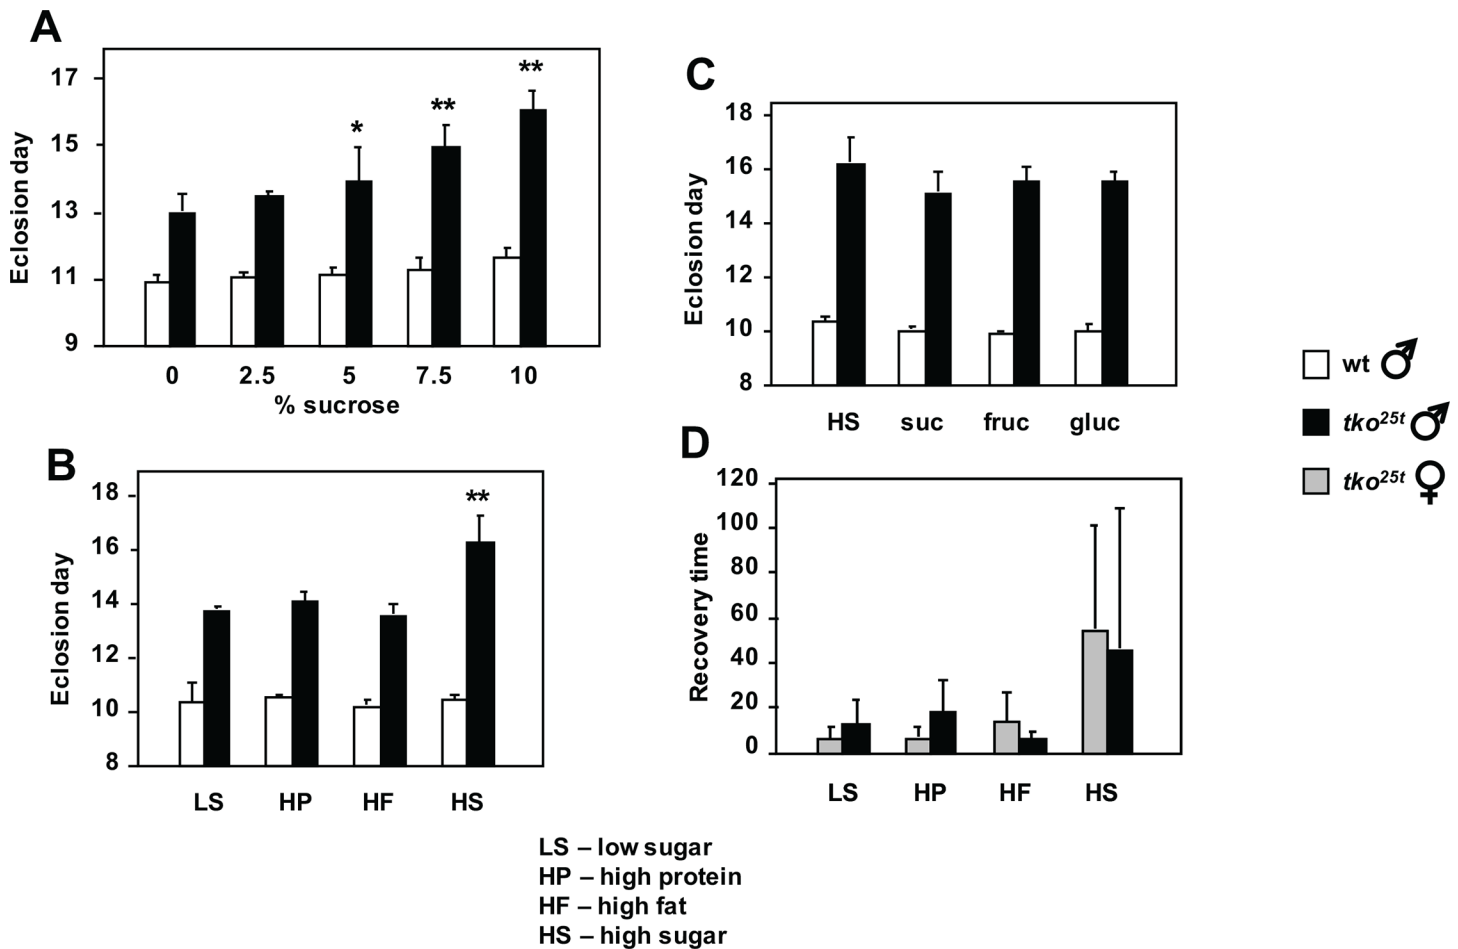 A
17
15
13
11
9
Eclosion day
*
**
**
0 2.5 5 7.5 10
% sucrose
B
18
16
14
12
10
8
Eclosion day
**
LS HP HF HS
C
18
16
14
12
10
8
Eclosion day
HS suc fruc gluc
D
120
100
80
60
40
20
0
Recovery time
LS HP HF HS
wt ♂
tko25t ♂
tko25t ♀
LS – low sugar
HP – high protein
HF – high fat
HS – high sugar